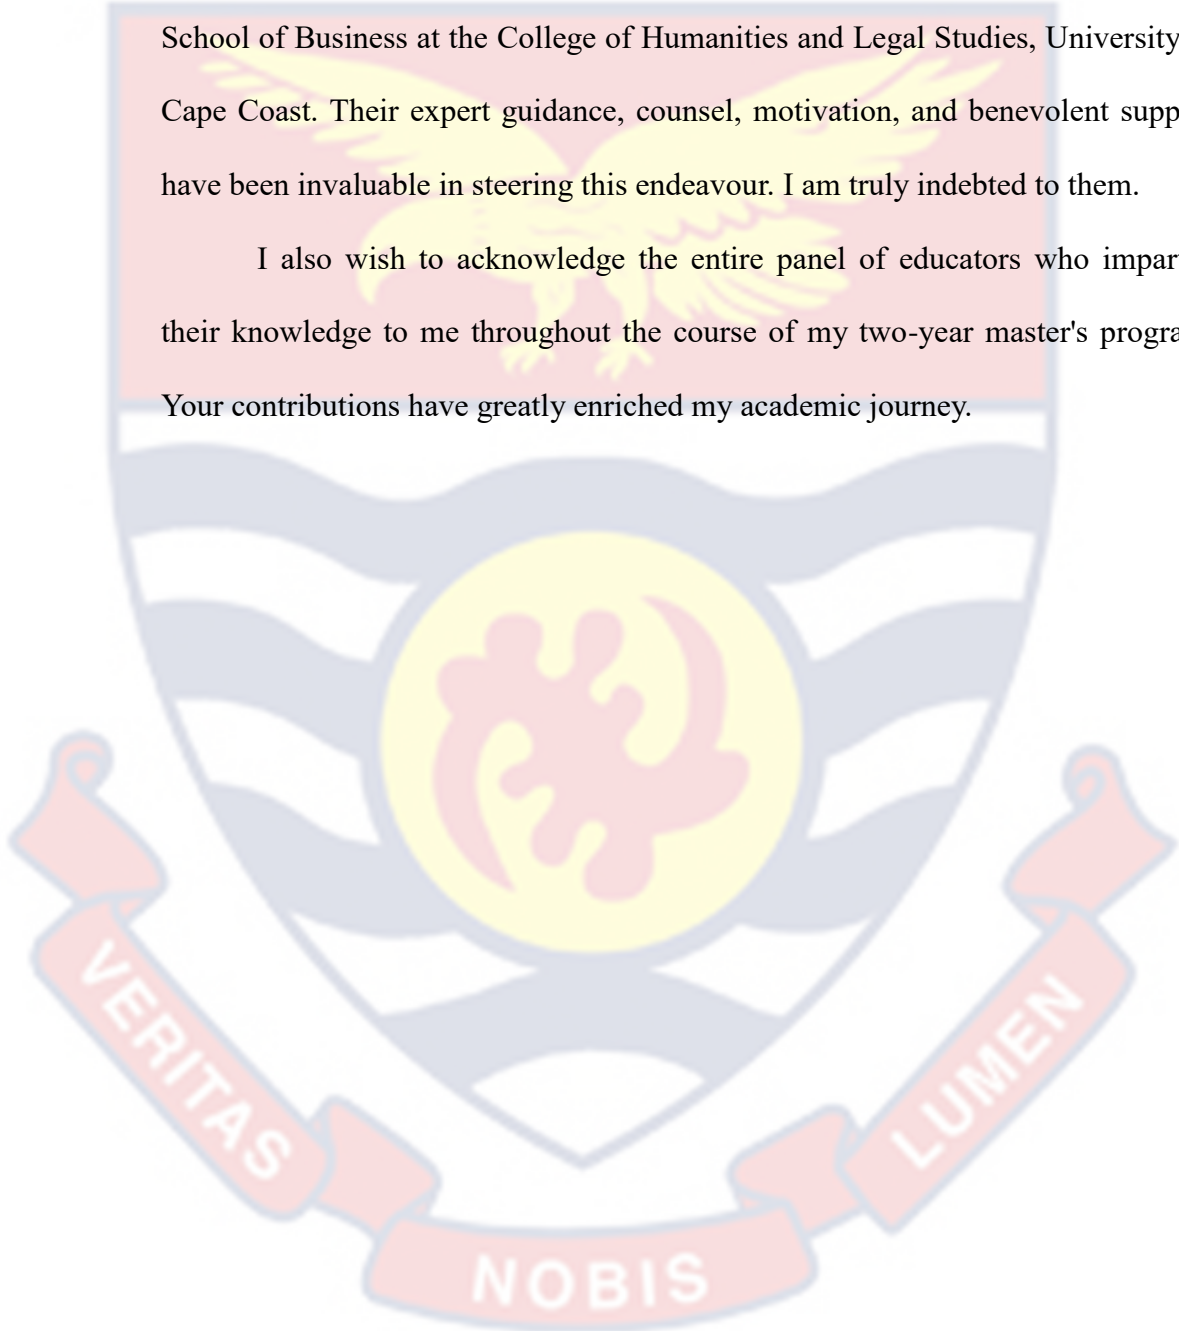 School of Business at the College of Humanities and Legal Studies, University
Cape Coast. Their expert guidance, counsel, motivation, and benevolent supp
have been invaluable in steering this endeavour. I am truly indebted to them.
I also wish to acknowledge the entire panel of educators who impar
their knowledge to me throughout the course of my two-year master's progra
Your contributions have greatly enriched my academic journey.
VERITAS
NOBIS
LUMEN